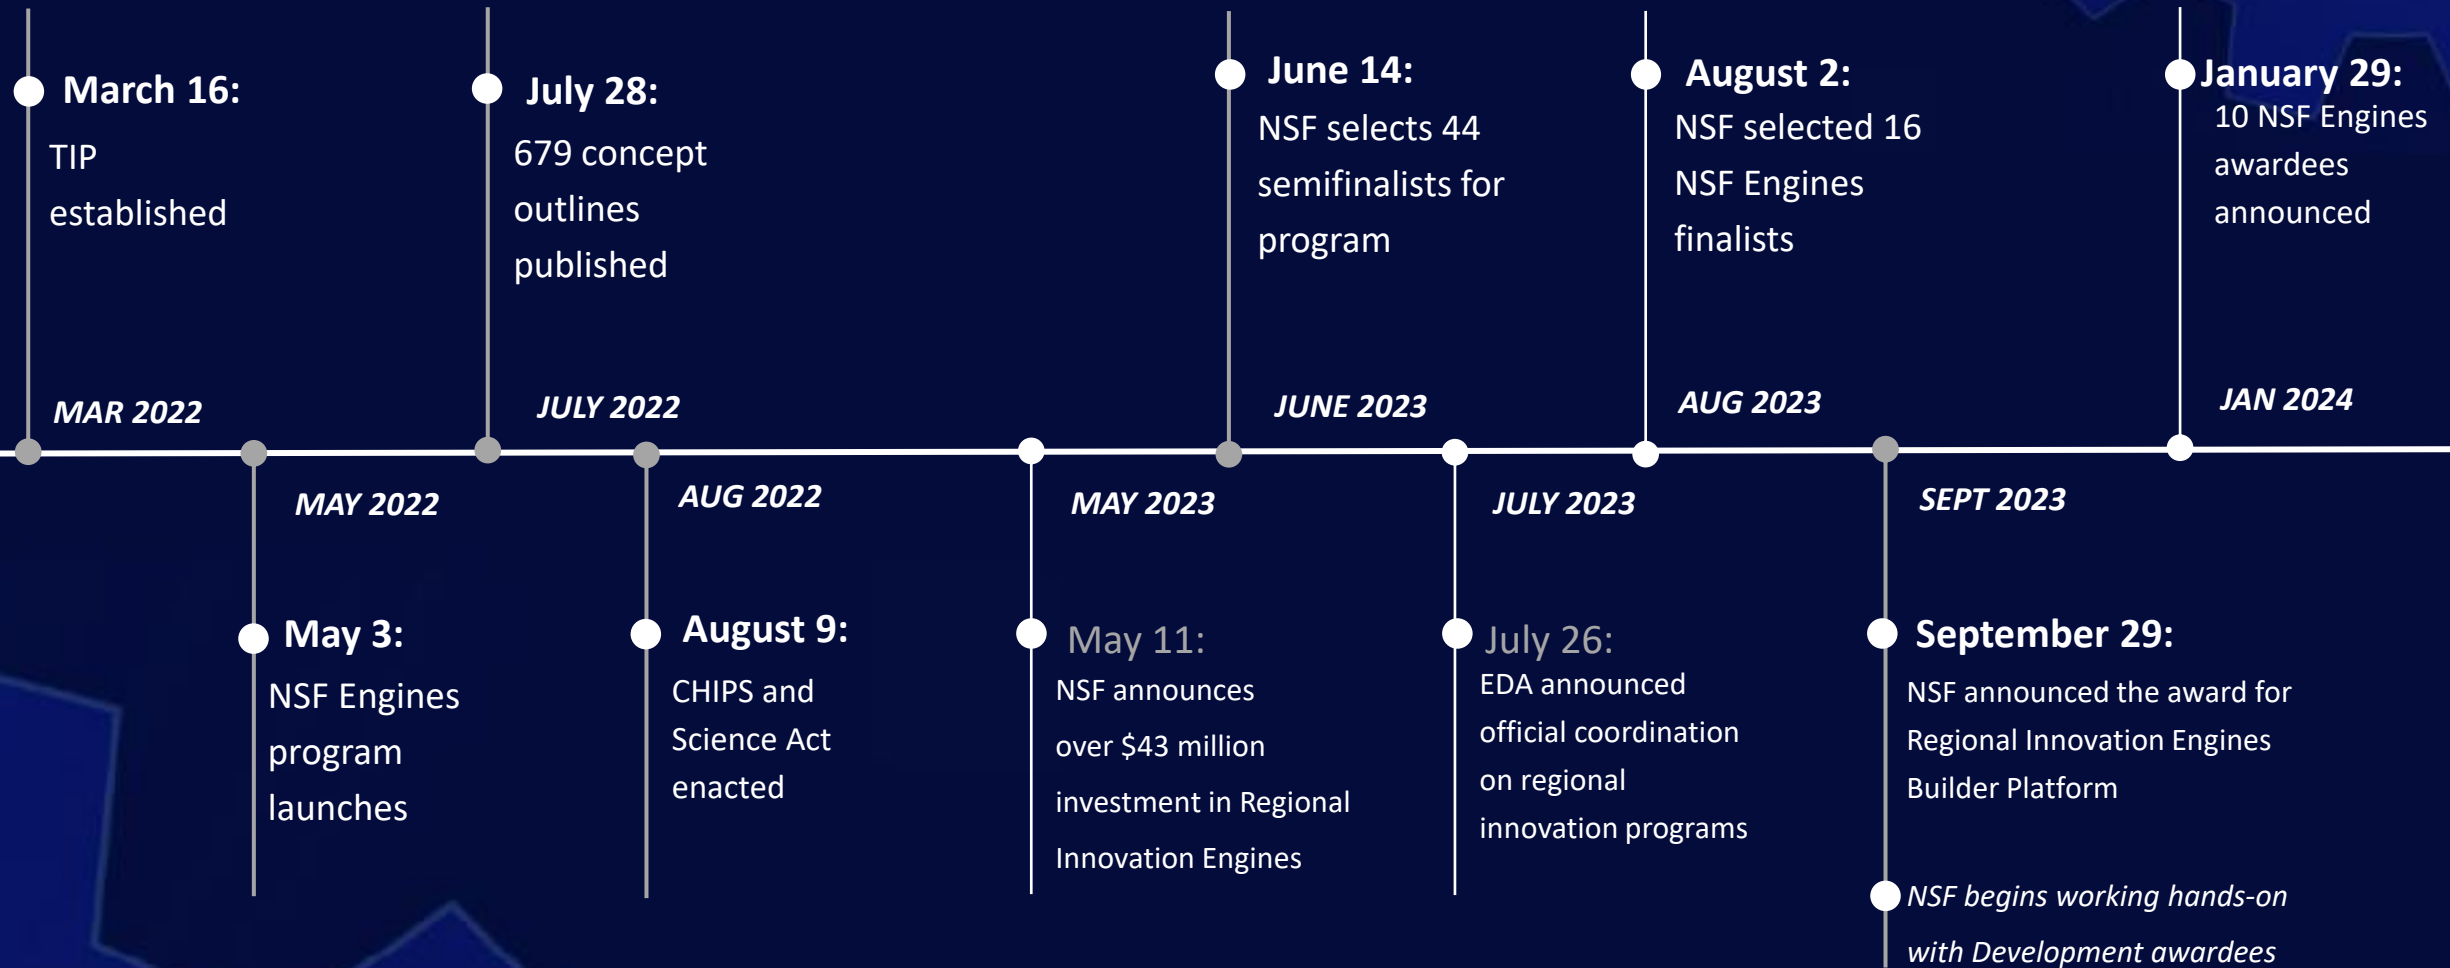 March 16:
TIP
established
MAR 2022
May 3:
NSF Engines
program
launches
MAY 2022
July 28:
679 concept
outlines
published
JULY 2022
AUG 2022
August 9:
CHIPS and
Science Act
enacted
MAY 2023
May 11:
NSF announces
over $43 million
investment in Regional
Innovation Engines
June 14:
NSF selects 44
semifinalists for
program
JUNE 2023
JULY 2023
July 26:
EDA announced
official coordination
on regional
innovation programs
August 2:
NSF selected 16
NSF Engines
finalists
AUG 2023
SEPT 2023
September 29:
NSF announced the award for
Regional Innovation Engines
Builder Platform
NSF begins working hands-on
with Development awardees
January 29:
10 NSF Engines
awardees
announced
JAN 2024